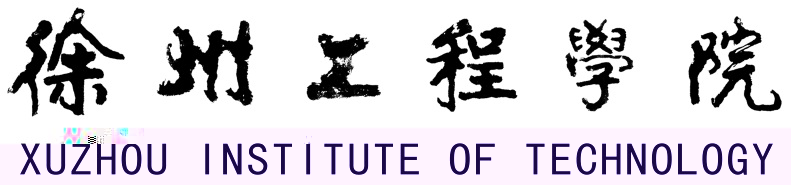 徐州工程學院
XUZHOU INSTITUTE OF TECHNOLOGY